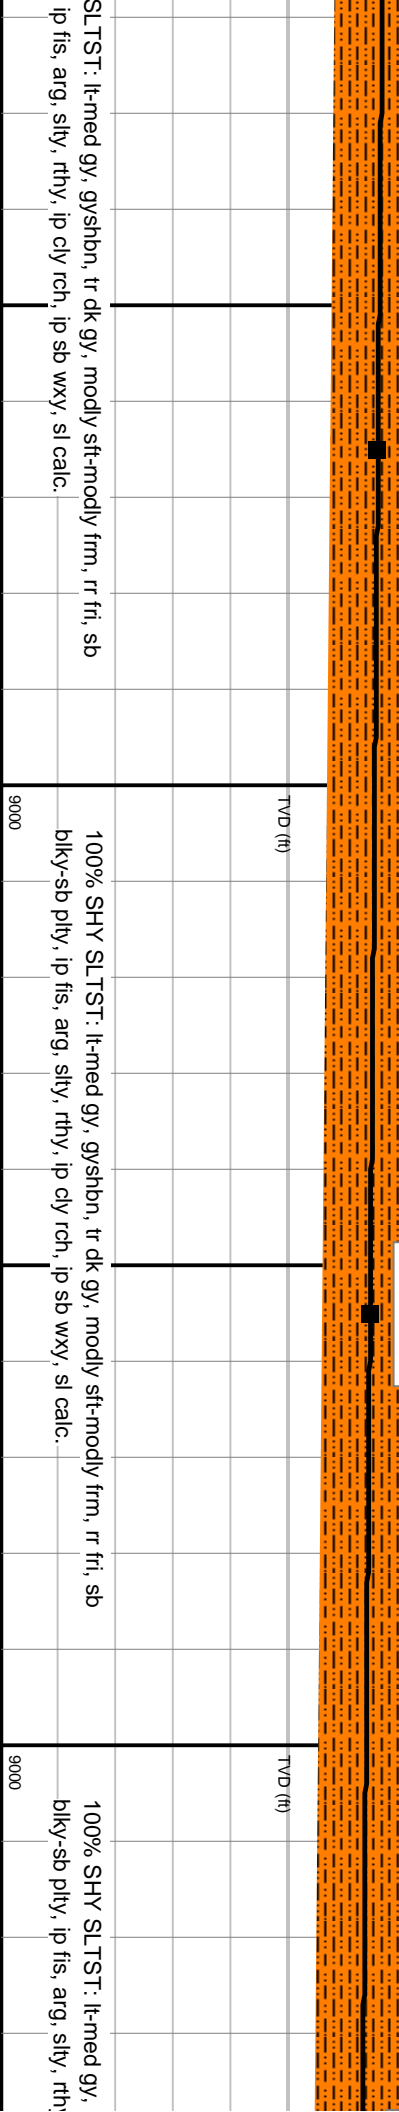 SLTST: lt-med gy, gyshbn, tr dk gy, modly sft-modly frm, rr fri, sb
ip fis, arg, slty, rthy, ip cly rch, ip sb wxy, sl calc.
TVD (ft)
9000
100% SHY SLTST: lt-med gy, gyshbn, tr dk gy, modly sft-modly frm, rr fri, sb
blky-sb plty, ip fis, arg, slty, rthy, ip cly rch, ip sb wxy, sl calc.
TVD (ft)
9000
100% SHY SLTST: lt-med gy,
blky-sb plty, ip fis, arg, slty, rthy